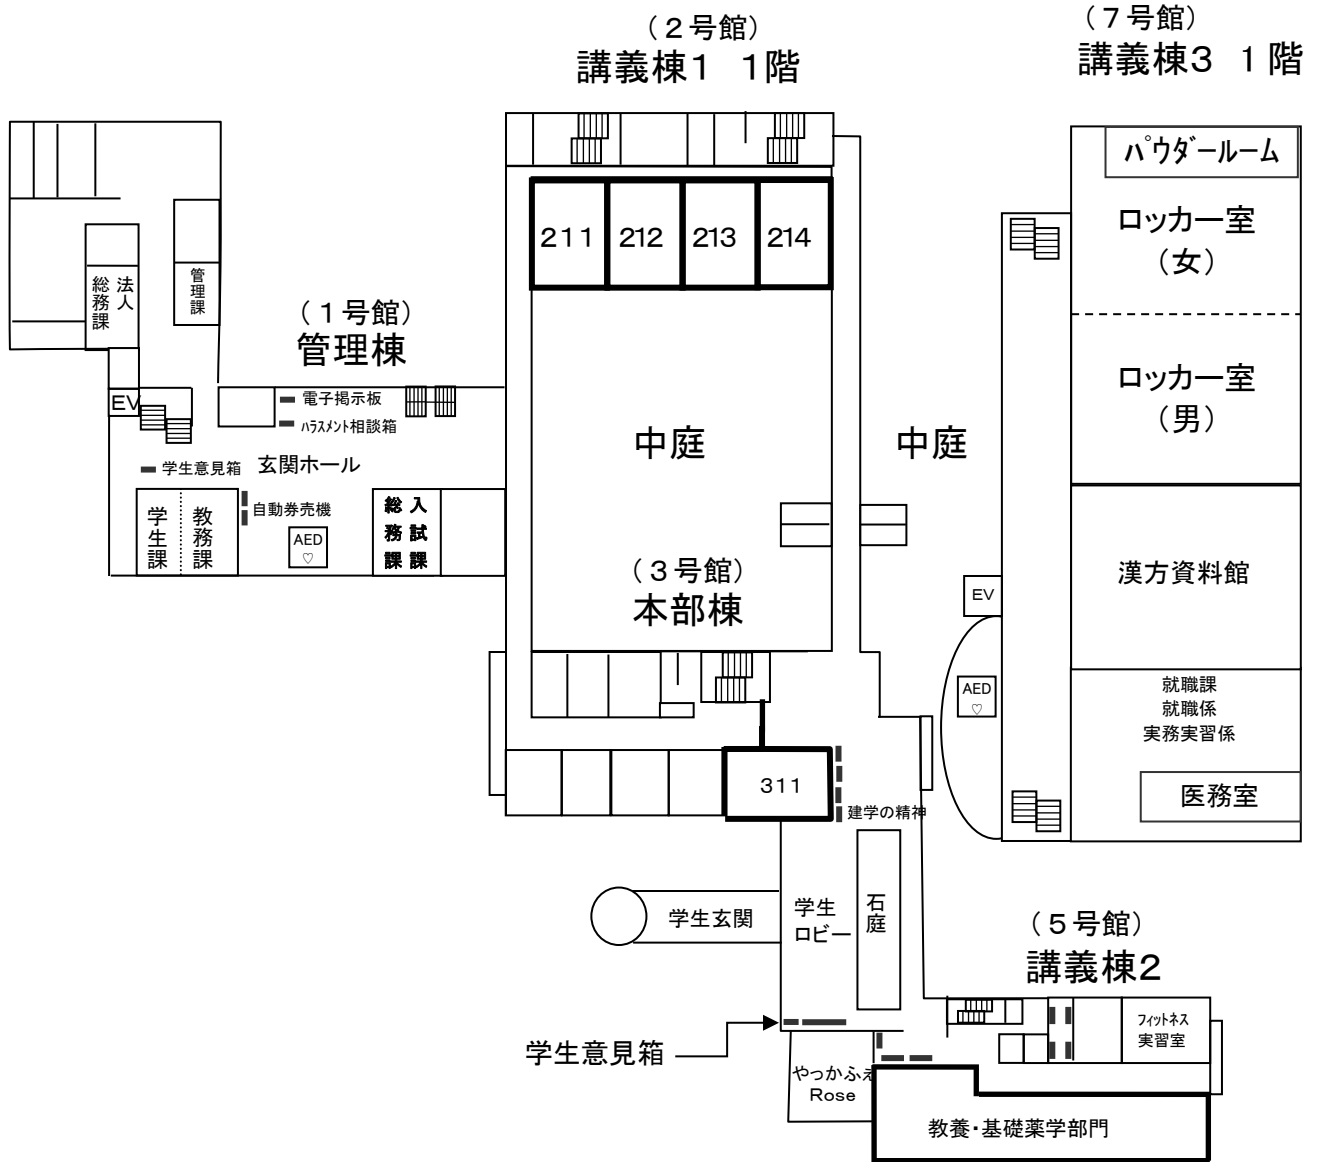 （２号館）
講義棟1　1階
（７号館）
講義棟3　1階
パウダールーム
ロッカー室
（女）
ロッカー室
（男）
漢方資料館
就職課
就職係
実務実習係
医務室
EV
AED
♡
211
212
213
214
中庭
中庭
（３号館）
本部棟
311
建学の精神
（１号館）
管理棟
法人
総務課
管理課
EV
電子掲示板
ﾊﾗｽﾒﾝﾄ相談箱
学生意見箱
玄関ホール
学生課
教務課
自動券売機
AED
♡
入試課
総務課
学生玄関
学生
ロビー
石庭
（５号館）
講義棟2
ﾌｨｯﾄﾈｽ
実習室
学生意見箱
やっかふぇ
Rose
教養・基礎薬学部門